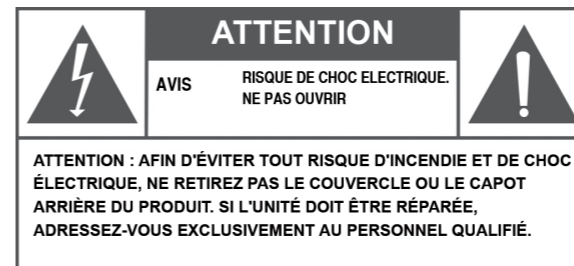 ATTENTION
AVIS
RISQUE DE CHOC ELECTRIQUE.
NE PAS OUVRIR
ATTENTION : AFIN D'ÉVITER TOUT RISQUE D'INCENDIE ET DE CHOC
ÉLECTRIQUE, NE RETIREZ PAS LE COUVERCLE OU LE CAPOT
ARRIÈRE DU PRODUIT. SI L'UNITÉ DOIT ÊTRE RÉPARÉE,
ADRESSEZ-VOUS EXCLUSIVEMENT AU PERSONNEL QUALIFIÉ.